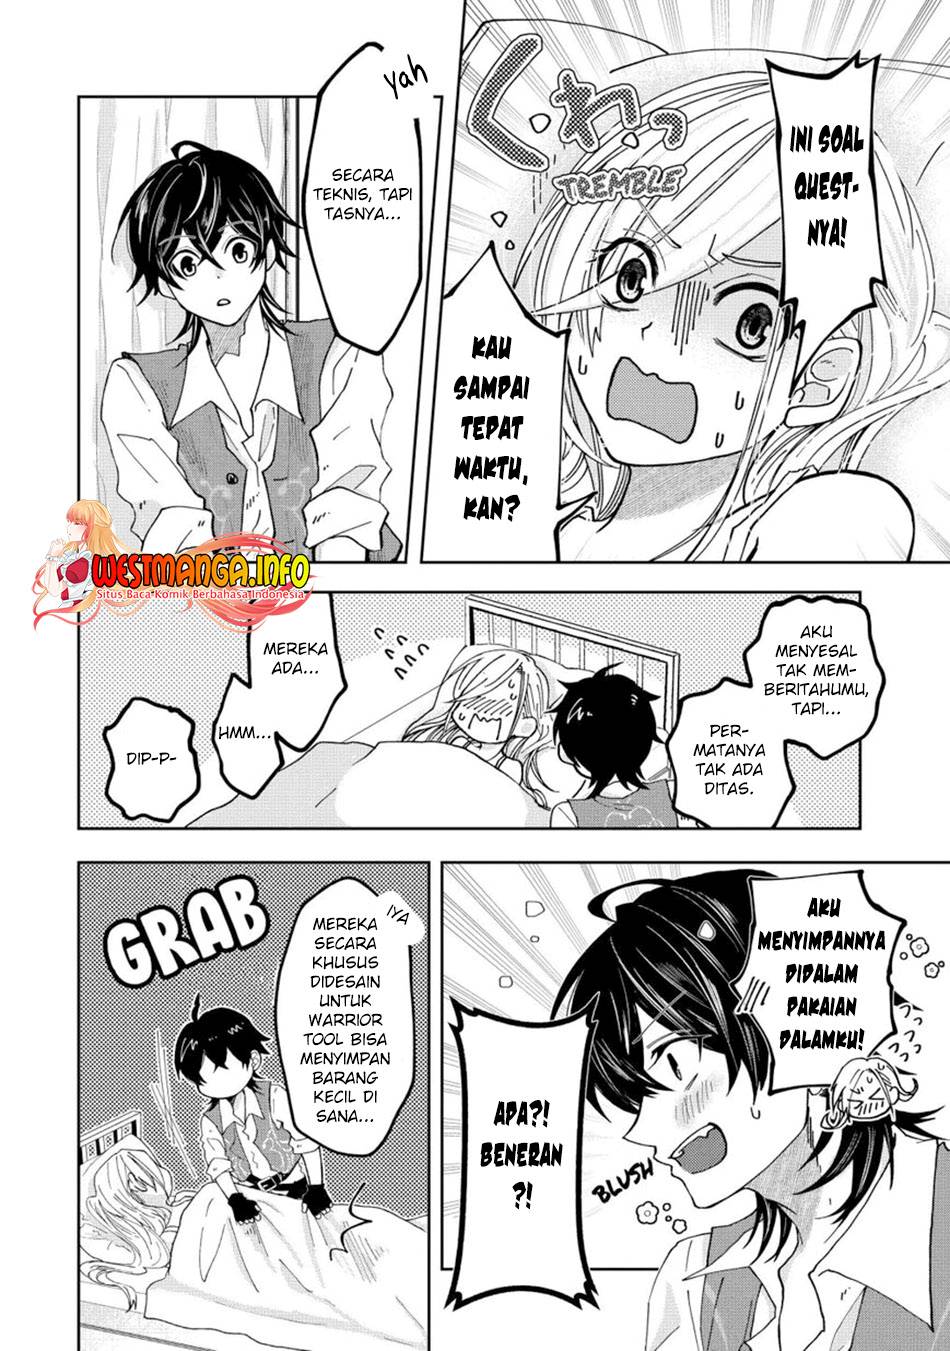 INI SOAL
QUEST-
NYA!
くわっ
TREMBLE
KAU
SAMPAI
TEPAT
WAKTU,
KAN?
yah
SECARA
TEKNIS, TAPI
TASNYA...
WESTMANGA.INFO
Situs Baca Komik Berbahasa Indonesia
AKU
MENYESAL
TAK MEM-
BERITAHUMU,
TAPI...
PER-
MATANYA
TAK ADA
DITAS.
MEREKA
ADA...
HMM...
DIP-P-
AKU
MENYIMPANNYA
DIDALAM
PAKAIAN
DALAMKU!
APA?!
BENERAN
?!
BLUSH
IYA
MEREKA
SECARA
KHUSUS
DIDESAIN
UNTUK
WARRIOR
TOOL BISA
MENYIMPAN
BARANG
KECIL DI
SANA...
GRAB